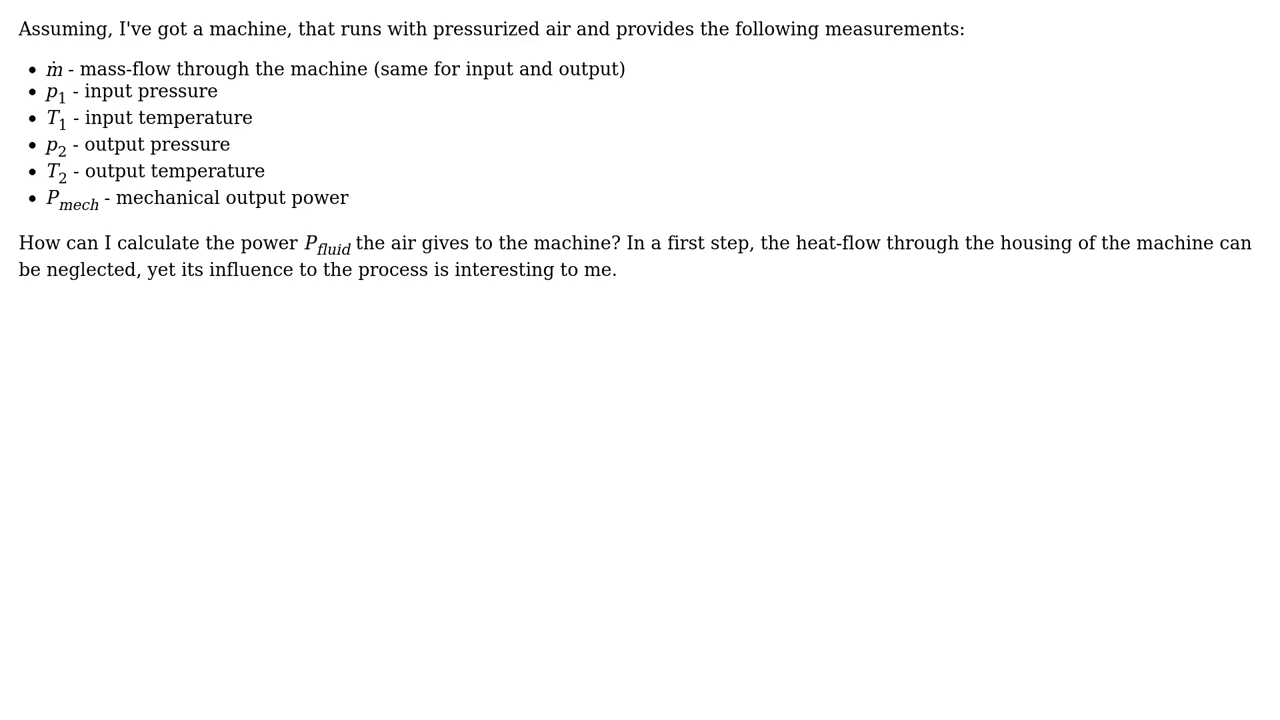 Assuming, I've got a machine, that runs with pressurized air and provides the following measurements:
• ṁ - mass-flow through the machine (same for input and output)
• p1 - input pressure
• T1 - input temperature
• p2 - output pressure
• T2 - output temperature
• Pmech - mechanical output power
How can I calculate the power Pfluid the air gives to the machine? In a first step, the heat-flow through the housing of the machine can
be neglected, yet its influence to the process is interesting to me.